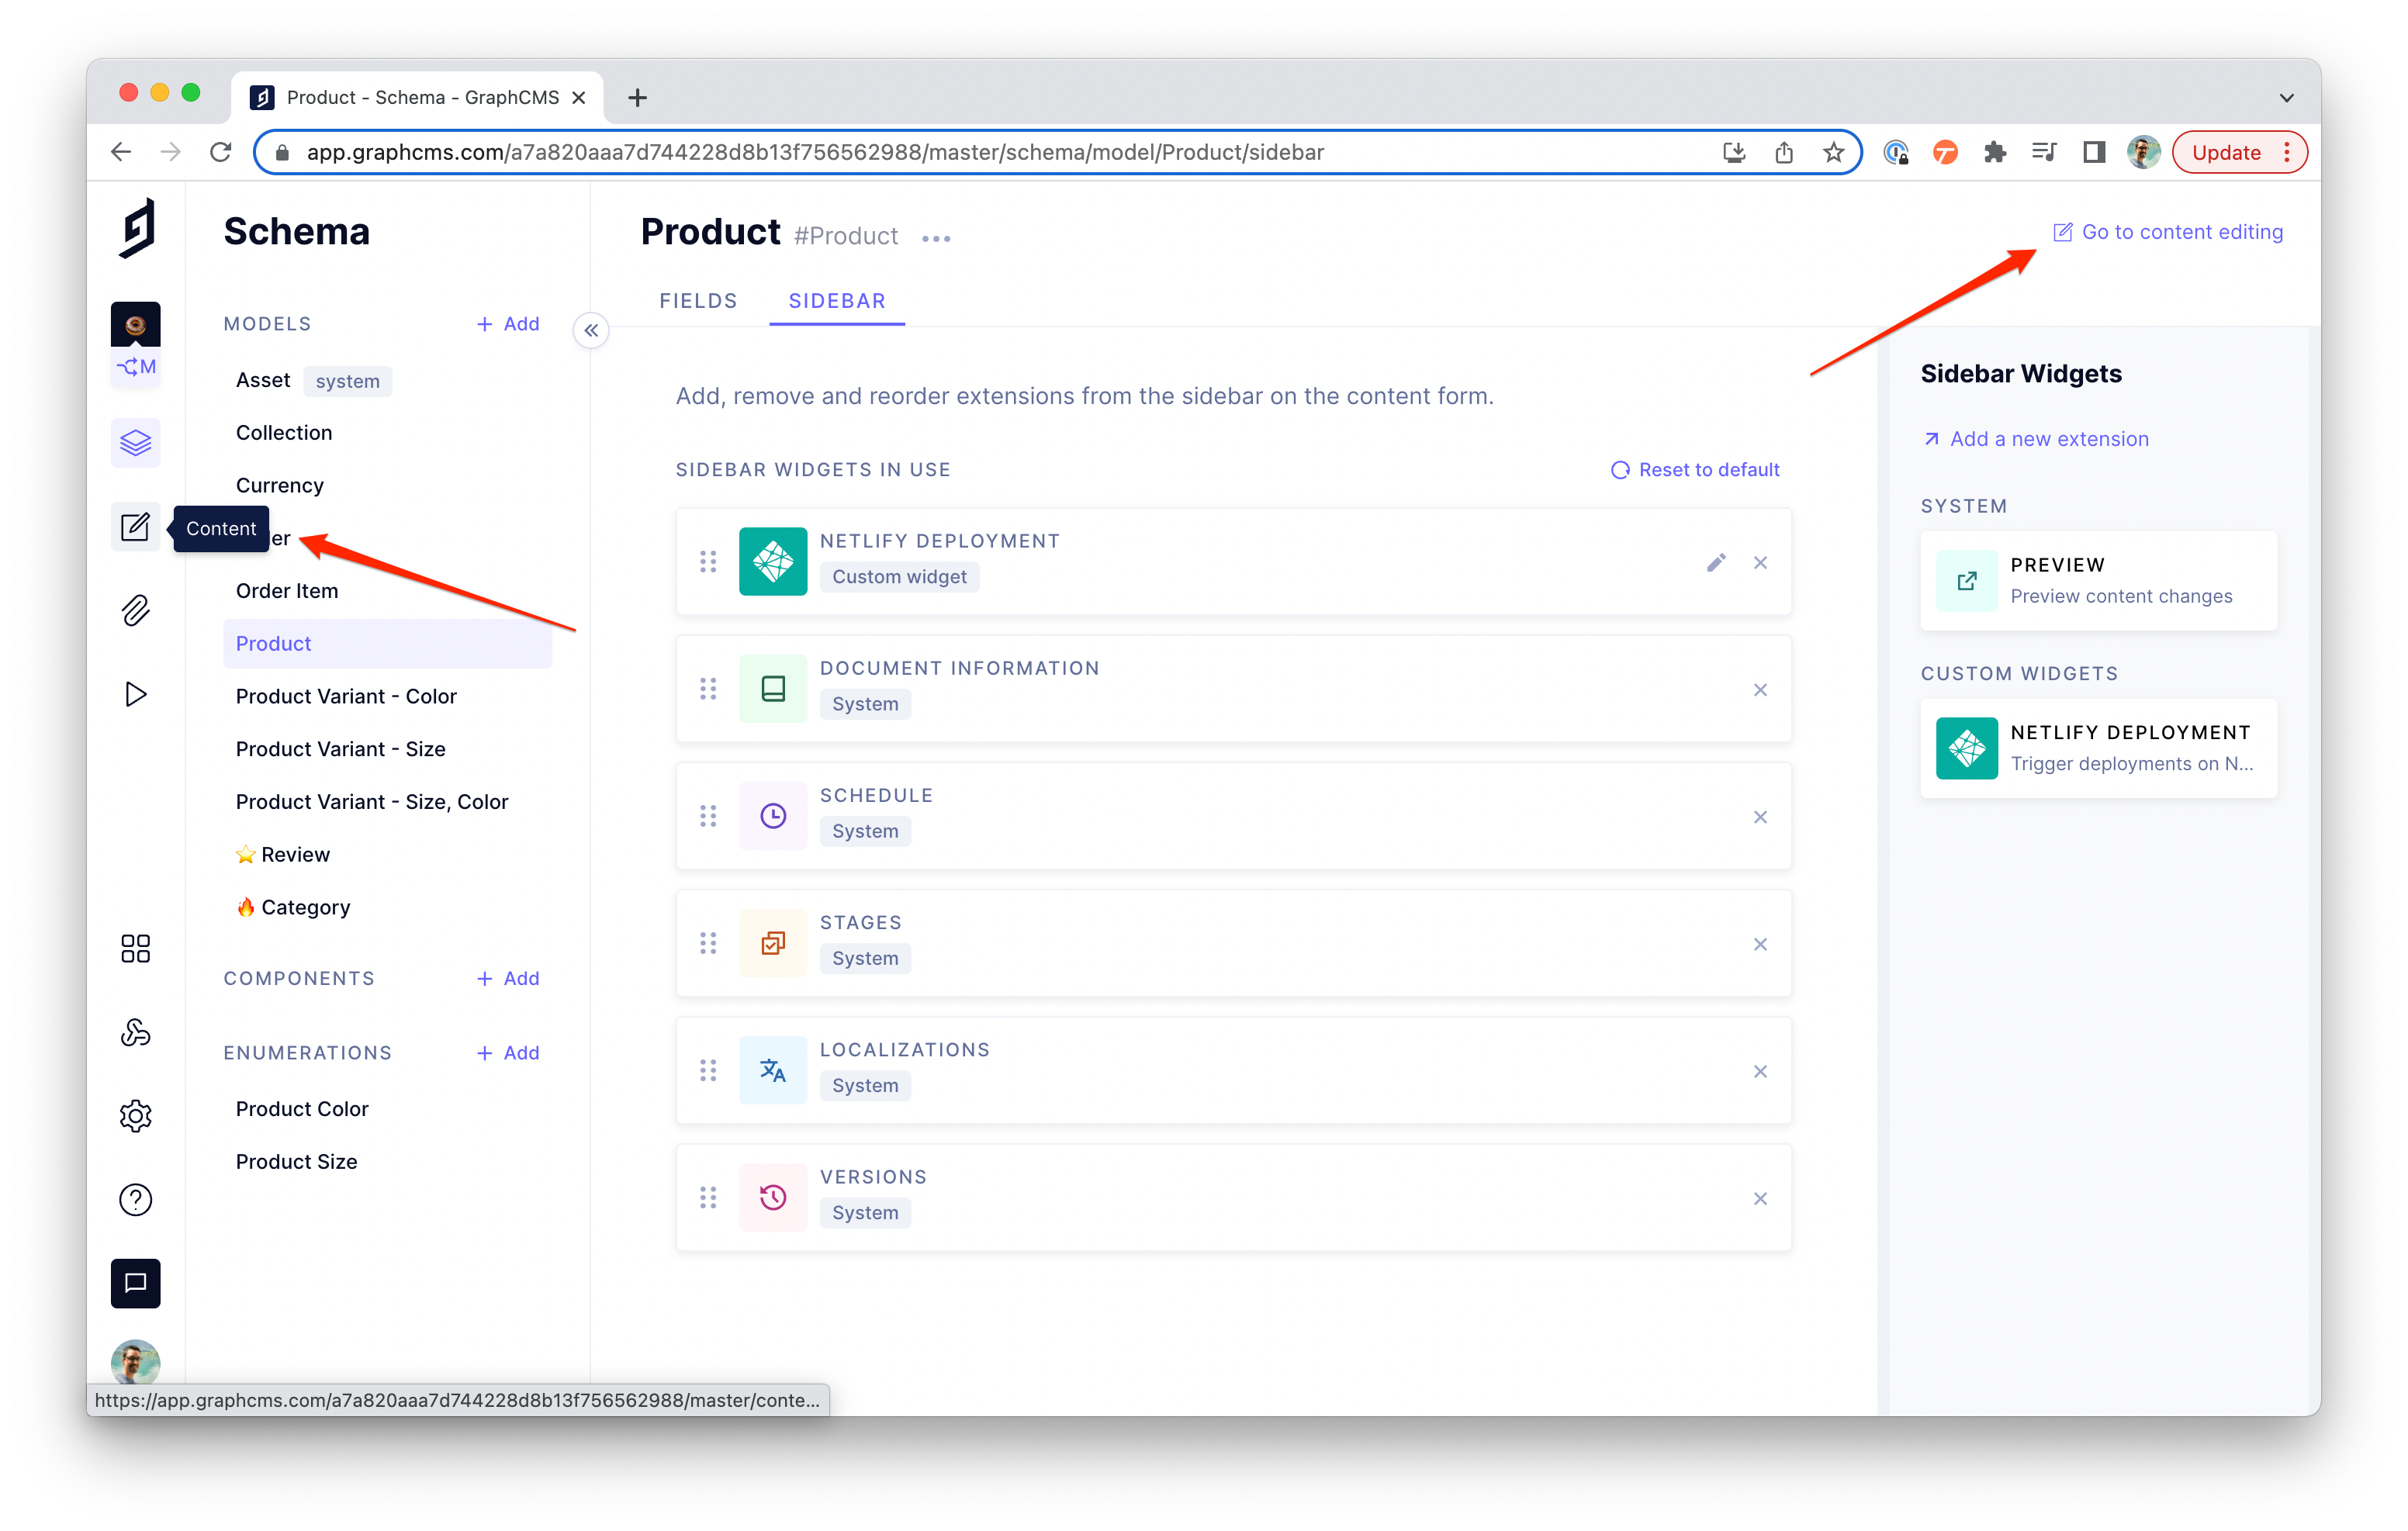 Product - Schema - GraphCMS
app.graphcms.com/a7a820aaa7d744228d8b13f756562988/master/schema/model/Product/sidebar
Update
Schema
Product #Product
Go to content editing
FIELDS
SIDEBAR
MODELS
+ Add
M
Asset system
Collection
Currency
Content
er
Order Item
Product
Product Variant - Color
Product Variant - Size
Product Variant - Size, Color
Review
Category
COMPONENTS
+ Add
ENUMERATIONS
+ Add
Product Color
Product Size
Add, remove and reorder extensions from the sidebar on the content form.
SIDEBAR WIDGETS IN USE
Reset to default
NETLIFY DEPLOYMENT
Custom widget
DOCUMENT INFORMATION
System
SCHEDULE
System
STAGES
System
LOCALIZATIONS
System
VERSIONS
System
Sidebar Widgets
Add a new extension
SYSTEM
PREVIEW
Preview content changes
CUSTOM WIDGETS
NETLIFY DEPLOYMENT
Trigger deployments on N...
https://app.graphcms.com/a7a820aaa7d744228d8b13f756562988/master/conte...